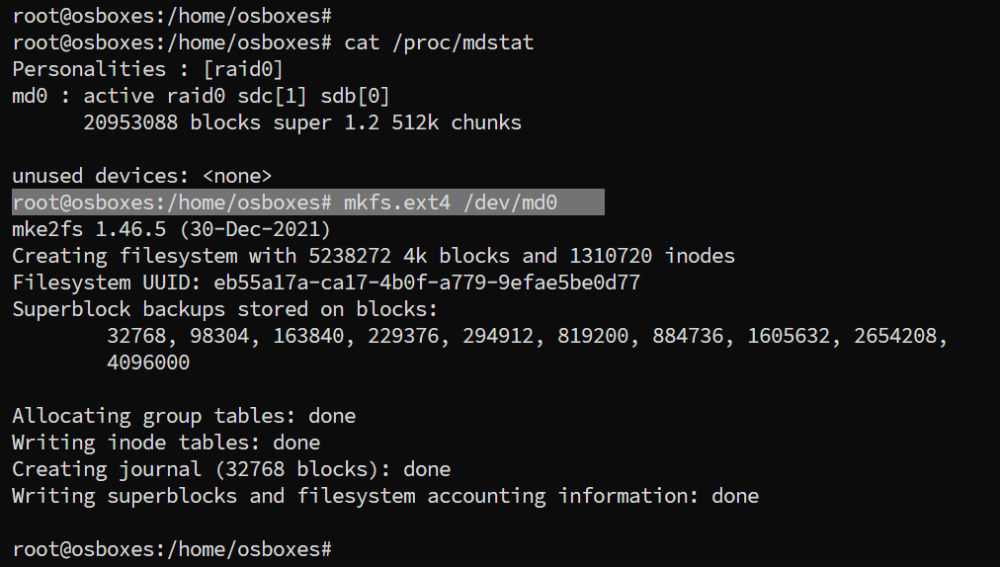 root@osboxes:/home/osboxes#
root@osboxes:/home/osboxes# cat /proc/mdstat
Personalities : [raid0]
md0 : active raid0 sdc[1] sdb[0]
      20953088 blocks super 1.2 512k chunks

unused devices: <none>
root@osboxes:/home/osboxes# mkfs.ext4 /dev/md0
mke2fs 1.46.5 (30-Dec-2021)
Creating filesystem with 5238272 4k blocks and 1310720 inodes
Filesystem UUID: eb55a17a-ca17-4b0f-a779-9efae5be0d77
Superblock backups stored on blocks:
        32768, 98304, 163840, 229376, 294912, 819200, 884736, 1605632, 2654208,
        4096000

Allocating group tables: done
Writing inode tables: done
Creating journal (32768 blocks): done
Writing superblocks and filesystem accounting information: done

root@osboxes:/home/osboxes#